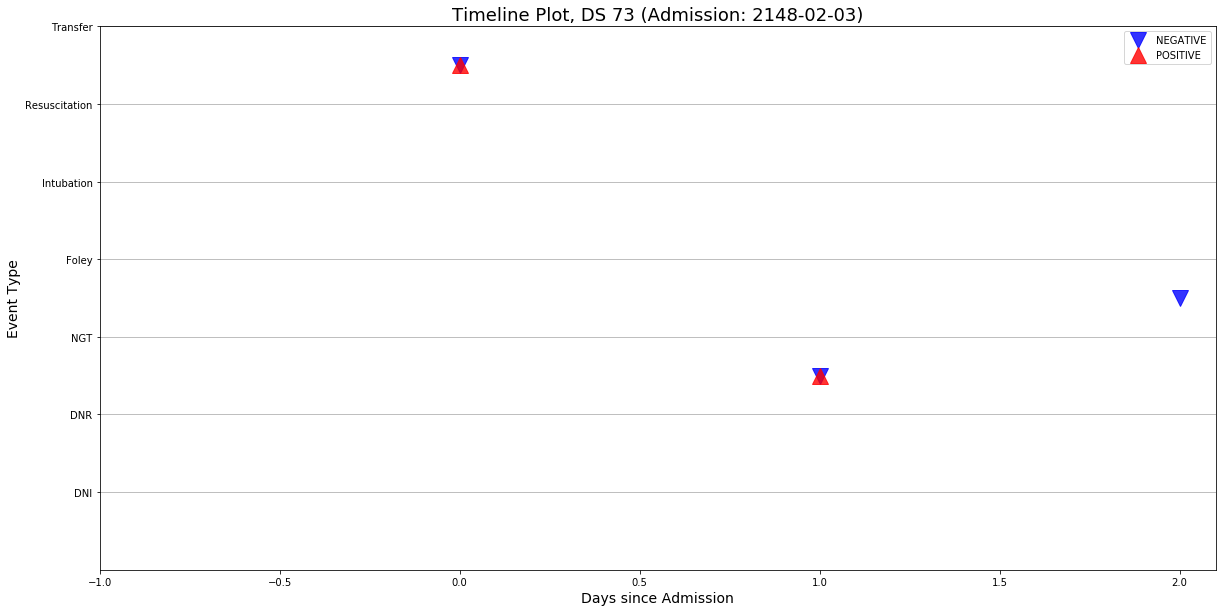 Timeline Plot, DS 73 (Admission: 2148-02-03)
Transfer
Resuscitation
Intubation
Foley
NGT
DNR
DNI
Event Type
NEGATIVE
POSITIVE
−1.0
−0.5
0.0
0.5
1.0
1.5
2.0
Days since Admission